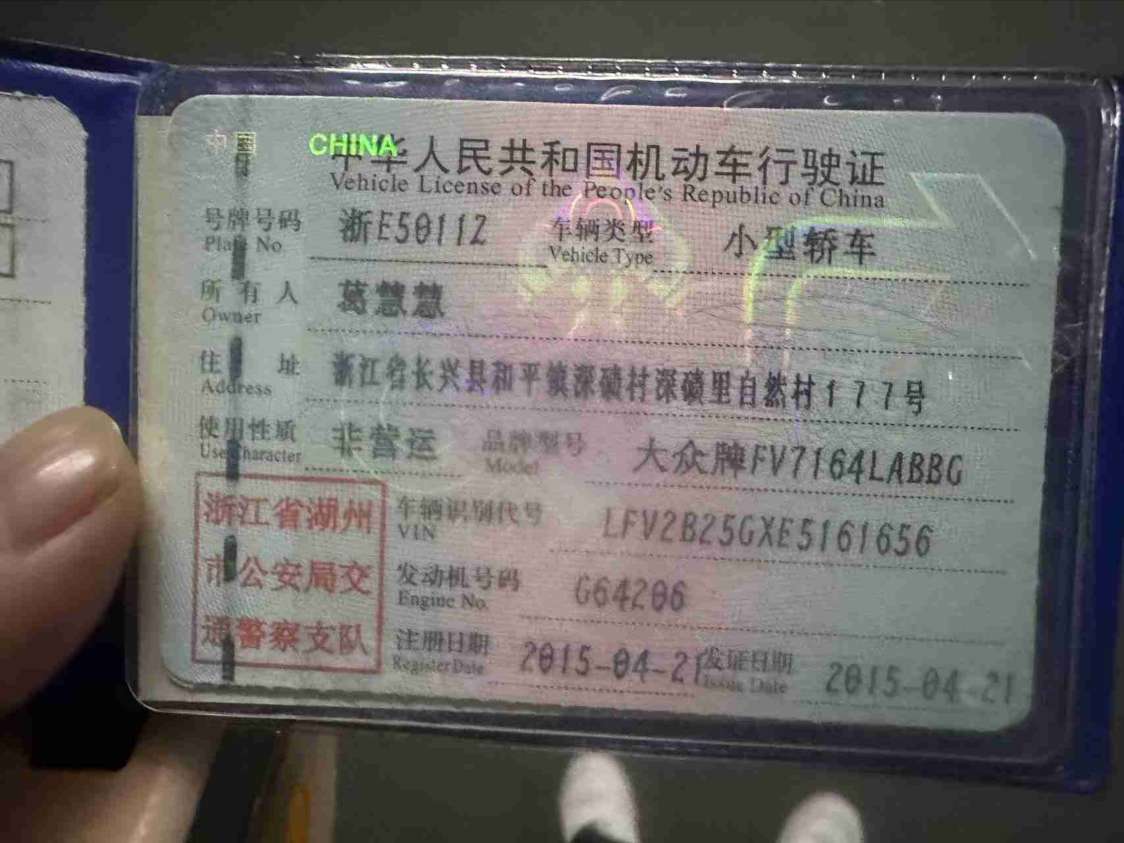 中国 CHINA
中华人民共和国机动车行驶证
Vehicle License of the People's Republic of China
号牌号码 浙E5011Z 车辆类型 小型轿车
Plate No Vehicle Type
所有人 葛慧慧
Owner
住址 浙江省长兴县和平镇深碛村深碛里自然村177号
Address
使用性质 非营运 品牌型号 大众牌FV7164LABBG
Use Character Model
浙江省湖州
市公安局交
通警察支队
车辆识别代号 LFV2B25GXE5161656
VIN
发动机号码 G64206
Engine No.
注册日期 2015-04-21 发证日期 2015-04-21
Register Date Issue Date